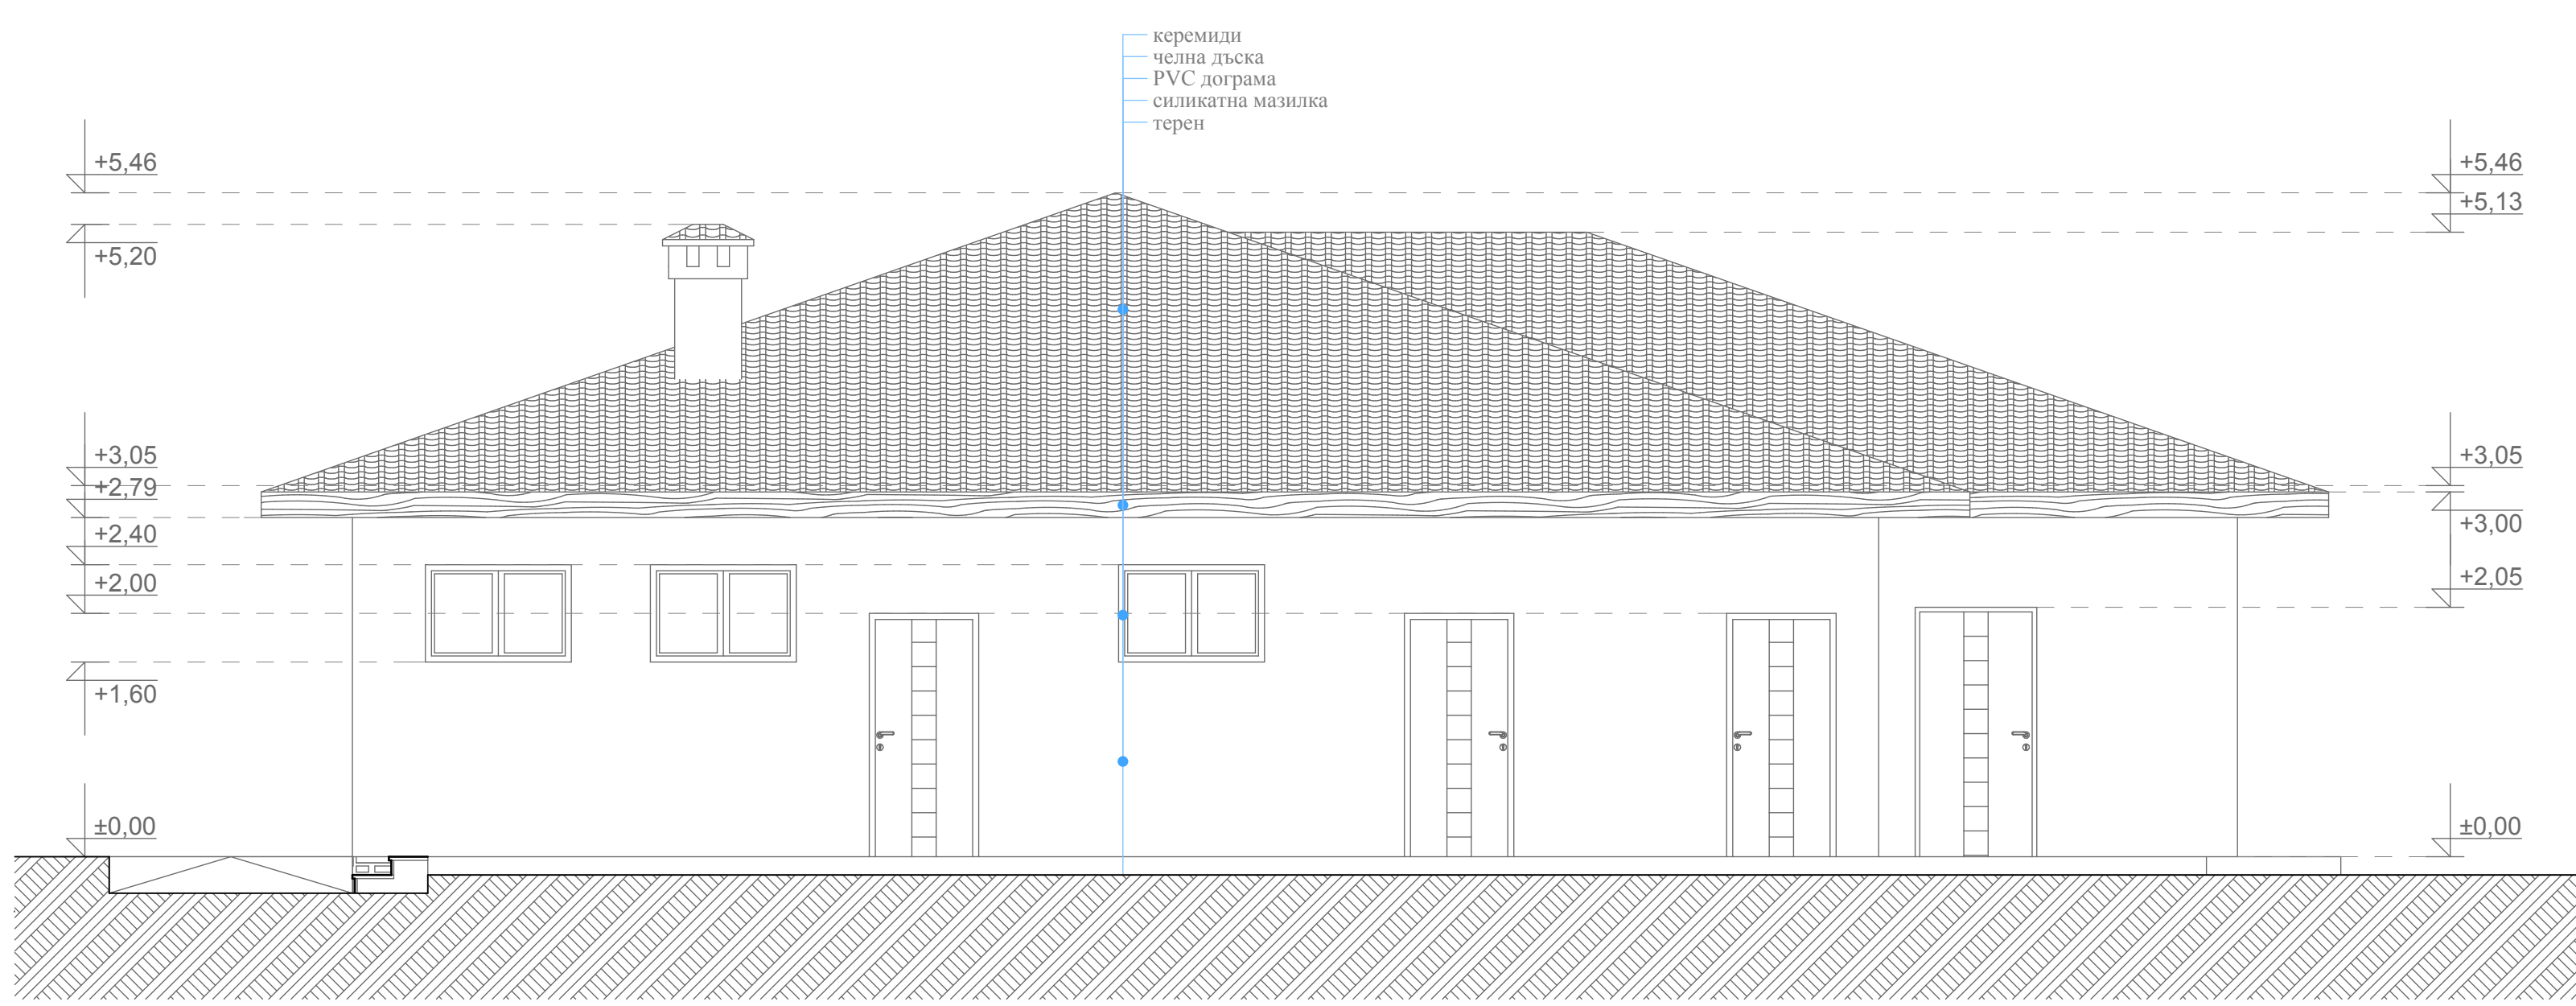 керемиди
челна дъска
PVC дограма
силикатна мазилка
терен
+5,46
+5,20
+3,05
+2,79
+2,40
+2,00
+1,60
±0,00
+5,46
+5,13
+3,05
+3,00
+2,05
±0,00